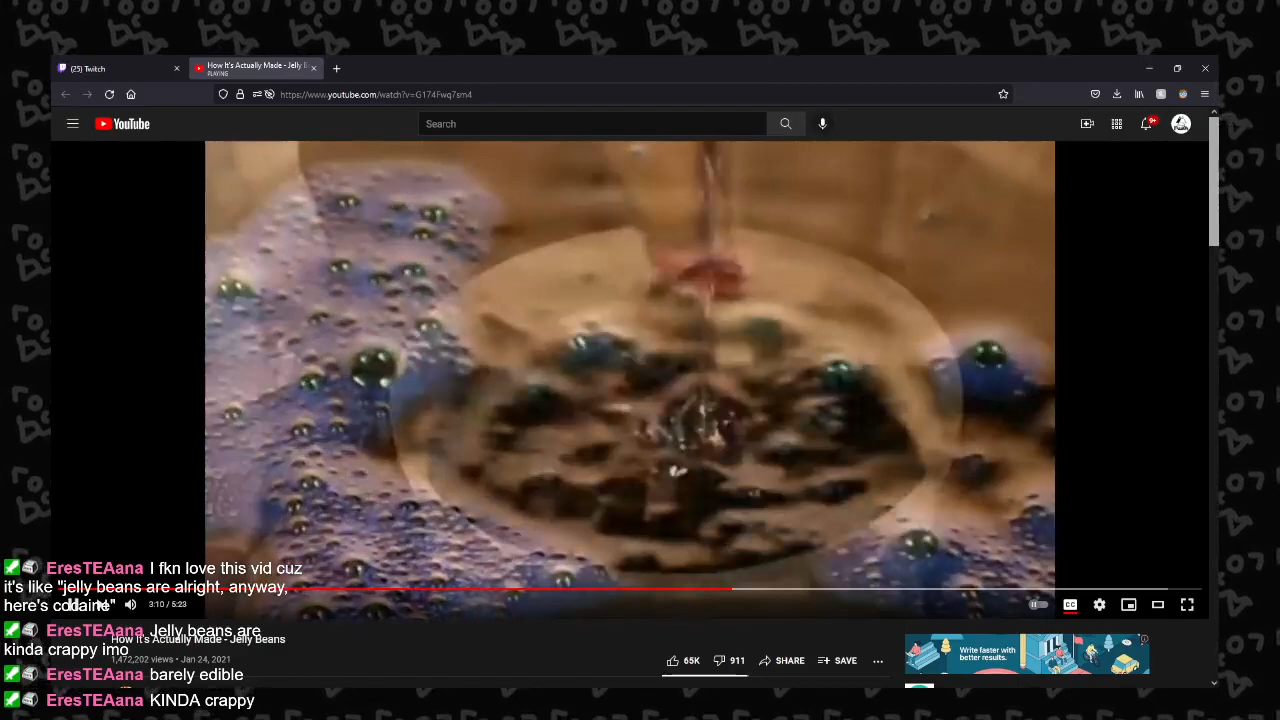 (25) Twitch
How It's Actually Made - Jelly B
PLAYING
https://www.youtube.com/watch?v=G174Fwq7sm4
YouTube
Search
9+
EresTEAana I fkn love this vid cuz
it's like "jelly beans are alright, anyway,
here's codaine"
3:10 / 5:23
CC
EresTEAana Jelly beans are
kinda crappy imo
How It's Actually Made - Jelly Beans
1,472,202 views • Jan 24, 2021
65K
911
SHARE
SAVE
Write faster with
better results.
EresTEAana barely edible
EresTEAana KINDA crappy